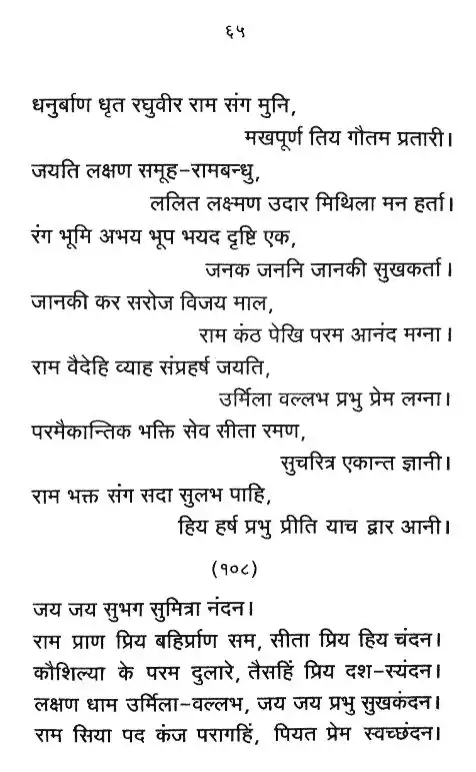 ६५
धनुर्बाण धृत रघुवीर राम संग मुनि,
मखपूर्ण तिय गौतम प्रतारी।
जयति लक्षण समूह-रामबन्धु,
ललित लक्ष्मण उदार मिथिला मन हर्ता।
रंग भूमि अभय भूप भयद दृष्टि एक,
जनक जननि जानकी सुखकर्ता।
जानकी कर सरोज विजय माल,
राम कंठ पेखि परम आनंद मग्ना।
राम वैदेहि व्याह संप्रहर्ष जयति,
उर्मिला वल्लभ प्रभु प्रेम लग्ना।
परमैकान्तिक भक्ति सेव सीता रमण,
सुचरित्र एकान्त ज्ञानी।
राम भक्त संग सदा सुलभ पाहि,
हिय हर्ष प्रभु प्रीति याच द्वार आनी।
(१०८)
जय जय सुभग सुमित्रा नंदन।
राम प्राण प्रिय बहिर्प्राण सम, सीता प्रिय हिय चंदन।
कौशिल्या के परम दुलारे, तैसहिं प्रिय दश-स्यंदन।
लक्षण धाम उर्मिला-वल्लभ, जय जय प्रभु सुखकंदन।
राम सिया पद कंज परागहिं, पियत प्रेम स्वच्छंदन।